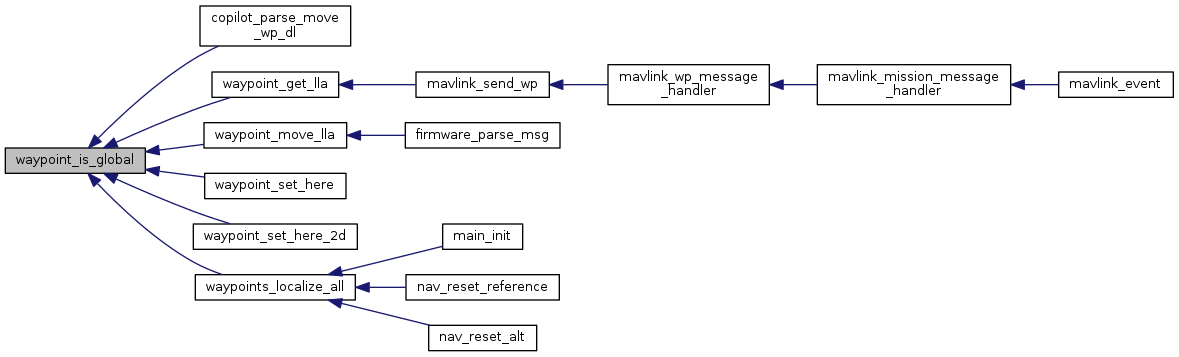 copilot_parse_move
_wp_dl
waypoint_get_lla
mavlink_send_wp
mavlink_wp_message
_handler
mavlink_mission_message
_handler
mavlink_event
waypoint_move_lla
firmware_parse_msg
waypoint_is_global
waypoint_set_here
waypoint_set_here_2d
main_init
waypoints_localize_all
nav_reset_reference
nav_reset_alt